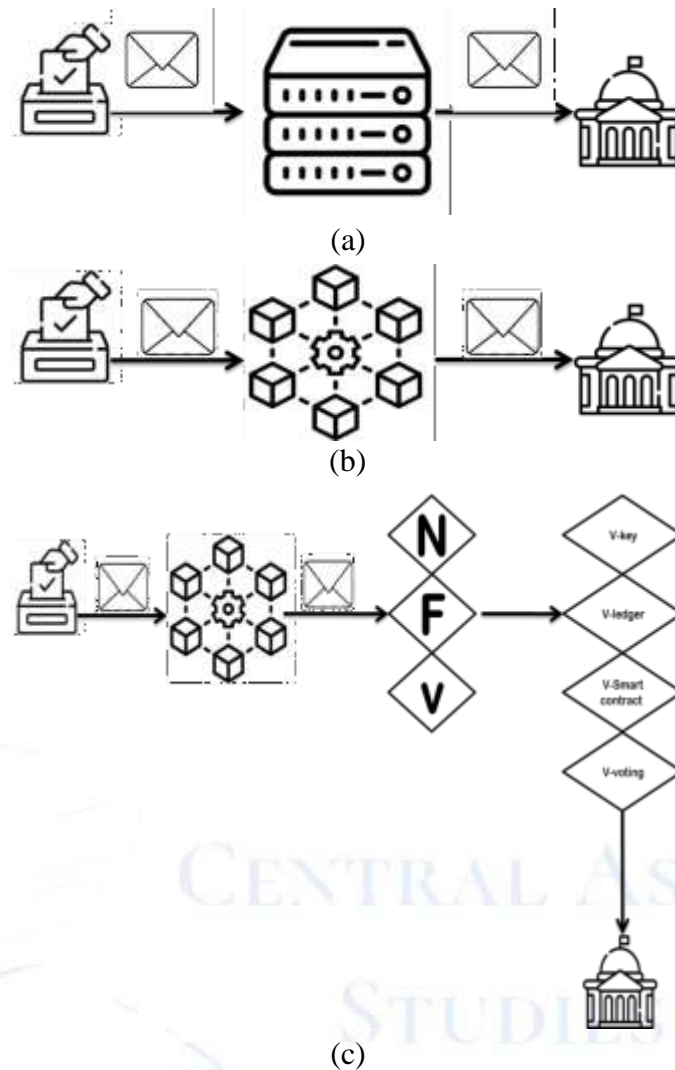 (a)
(b)
N
F
V
V-key
V-ledger
V-Smart
contract
V-voting
CENTRAL AS
STUDIES
(c)